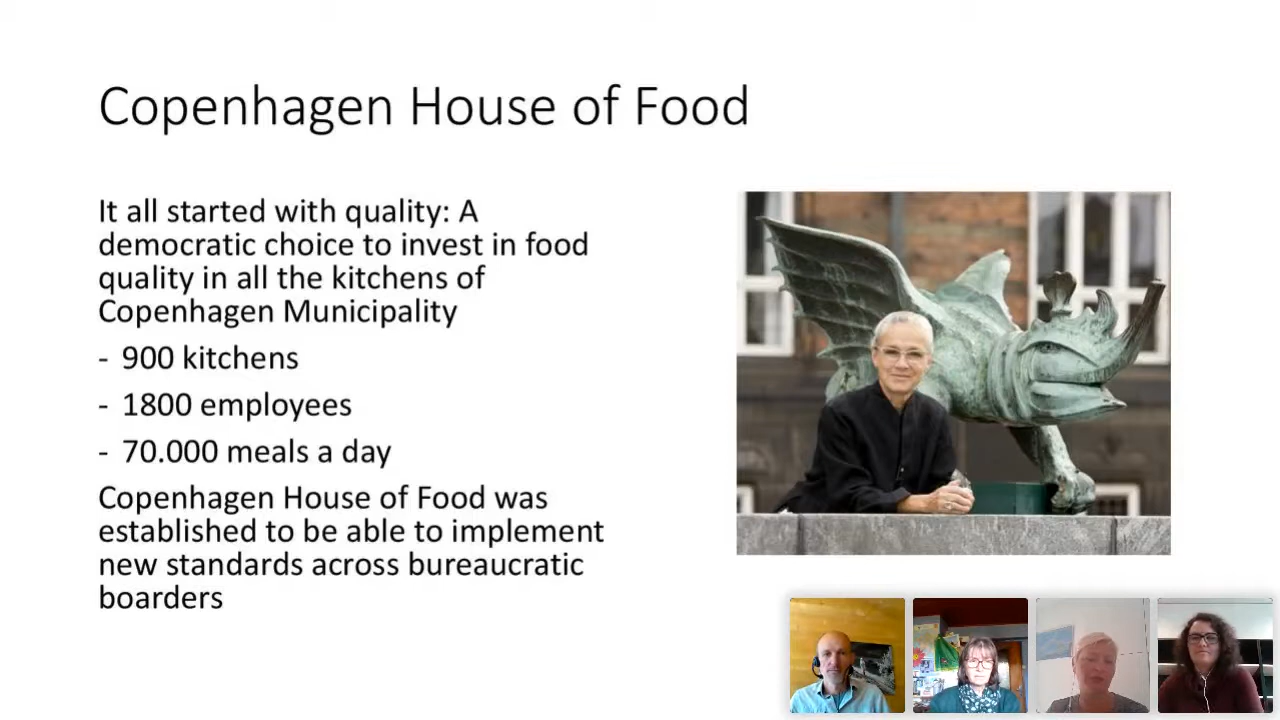 Copenhagen House of Food
It all started with quality: A
democratic choice to invest in food
quality in all the kitchens of
Copenhagen Municipality
- 900 kitchens
- 1800 employees
- 70.000 meals a day
Copenhagen House of Food was
established to be able to implement
new standards across bureaucratic
boarders